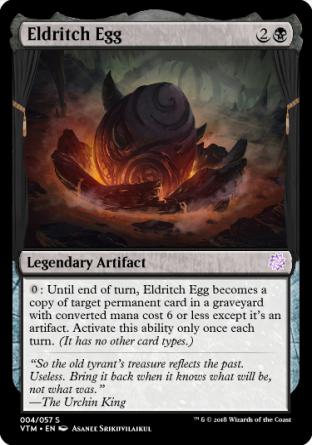 Eldritch Egg 2
Legendary Artifact
0: Until end of turn, Eldritch Egg becomes a
copy of target permanent card in a graveyard
with converted mana cost 6 or less except it's an
artifact. Activate this ability only once each
turn. (It has no other card types.)
"So the old tyrant's treasure reflects the past.
Useless. Bring it back when it knows what will be,
not what was."
—The Urchin King
004/057 S
VTM • EN Asanee Srikijvilaikul
™ & © 2018 Wizards of the Coast